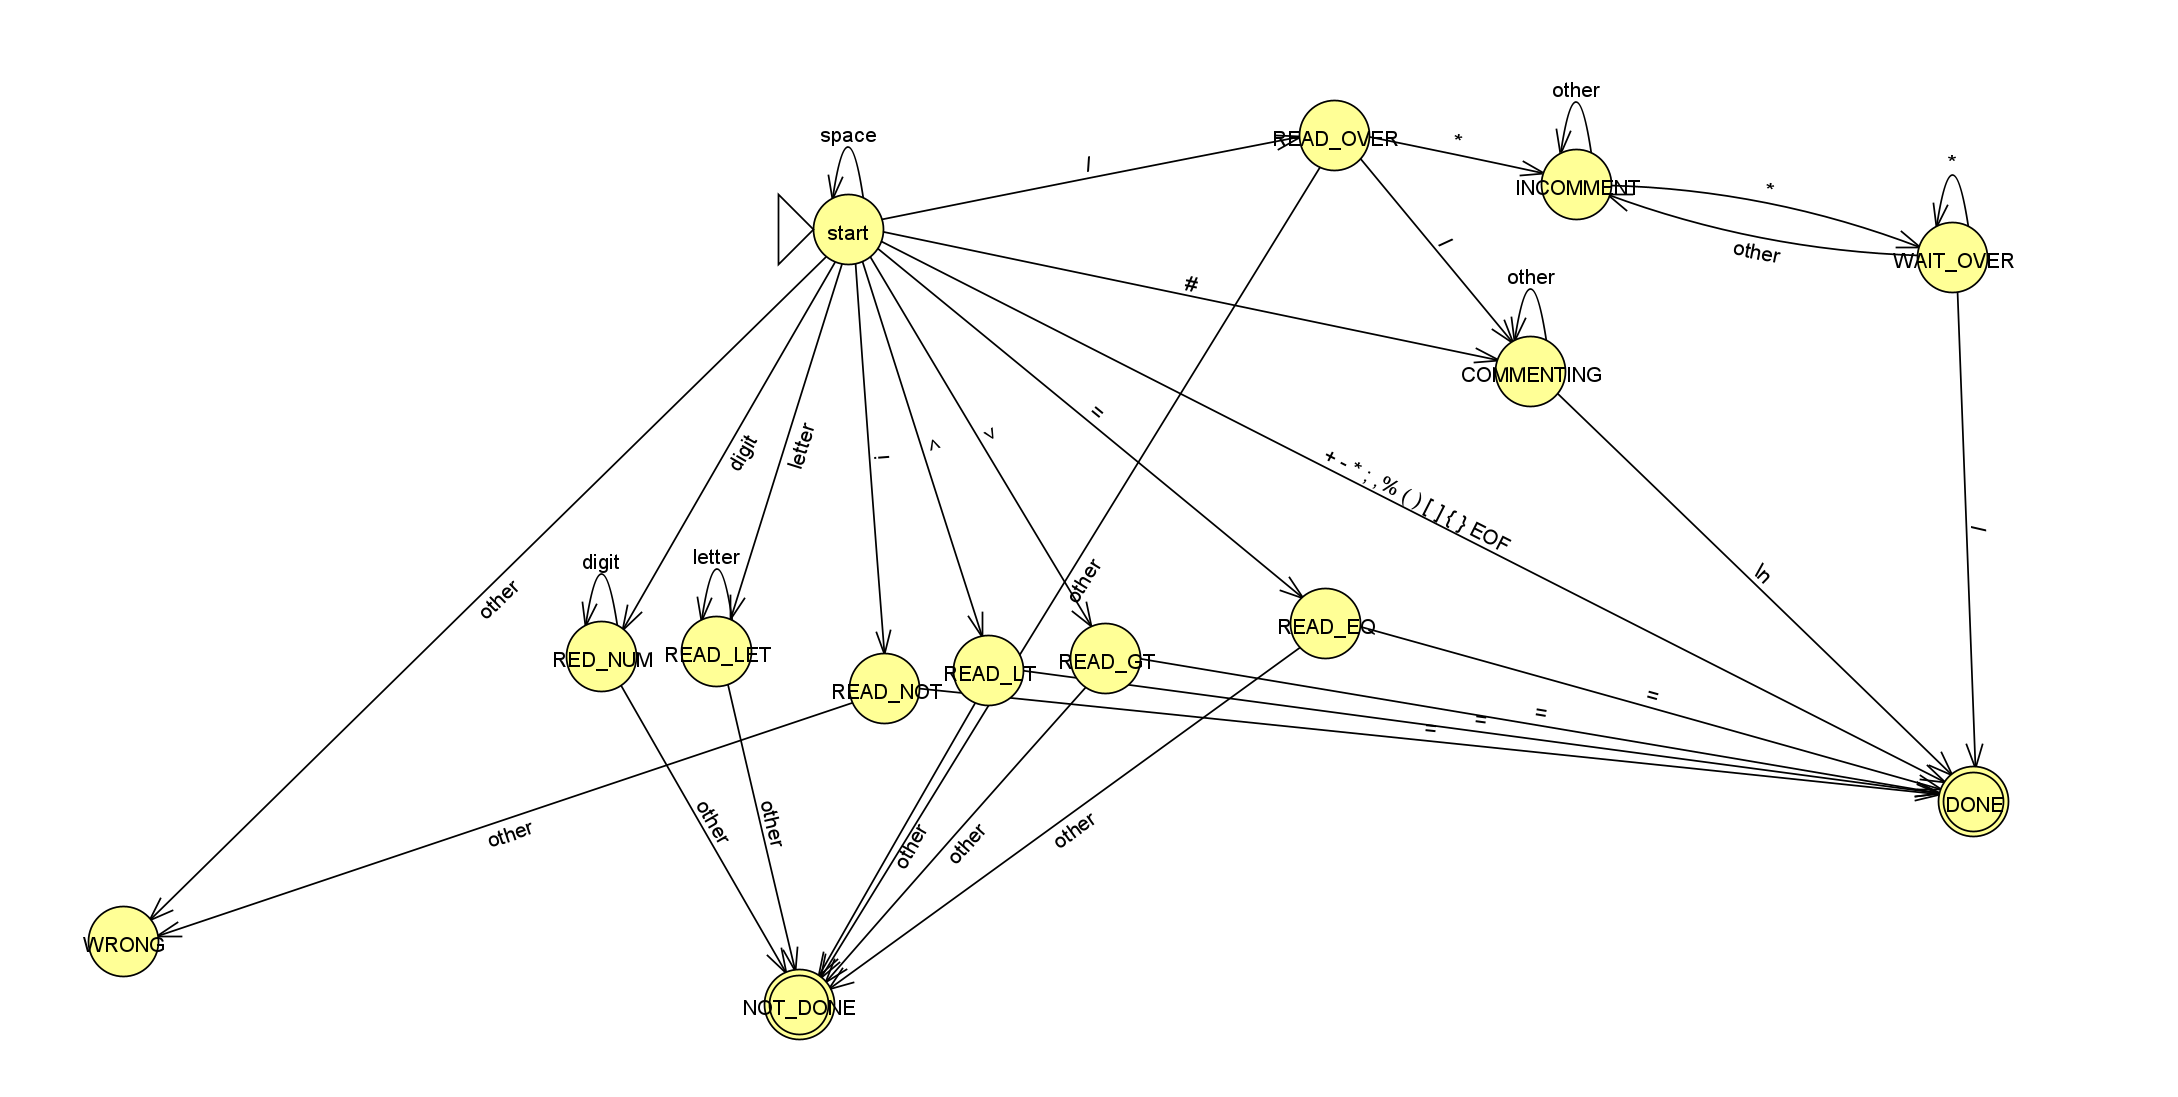 other
READ_OVER
*
space
/
*
INCOMMENT
*
start
/
other
WAIT_OVER
other
#
COMMENTING
=
digit
letter
!
<
>
+ - * ; , % ( ) [ ] { } EOF
/
digit
letter
other
\n
other
RED_NUM
READ_LET
READ_NOT
READ_LT
READ_GT
READ_EQ
=
=
=
=
DONE
other
other
other
other
other
other
WRONG
NOT_DONE